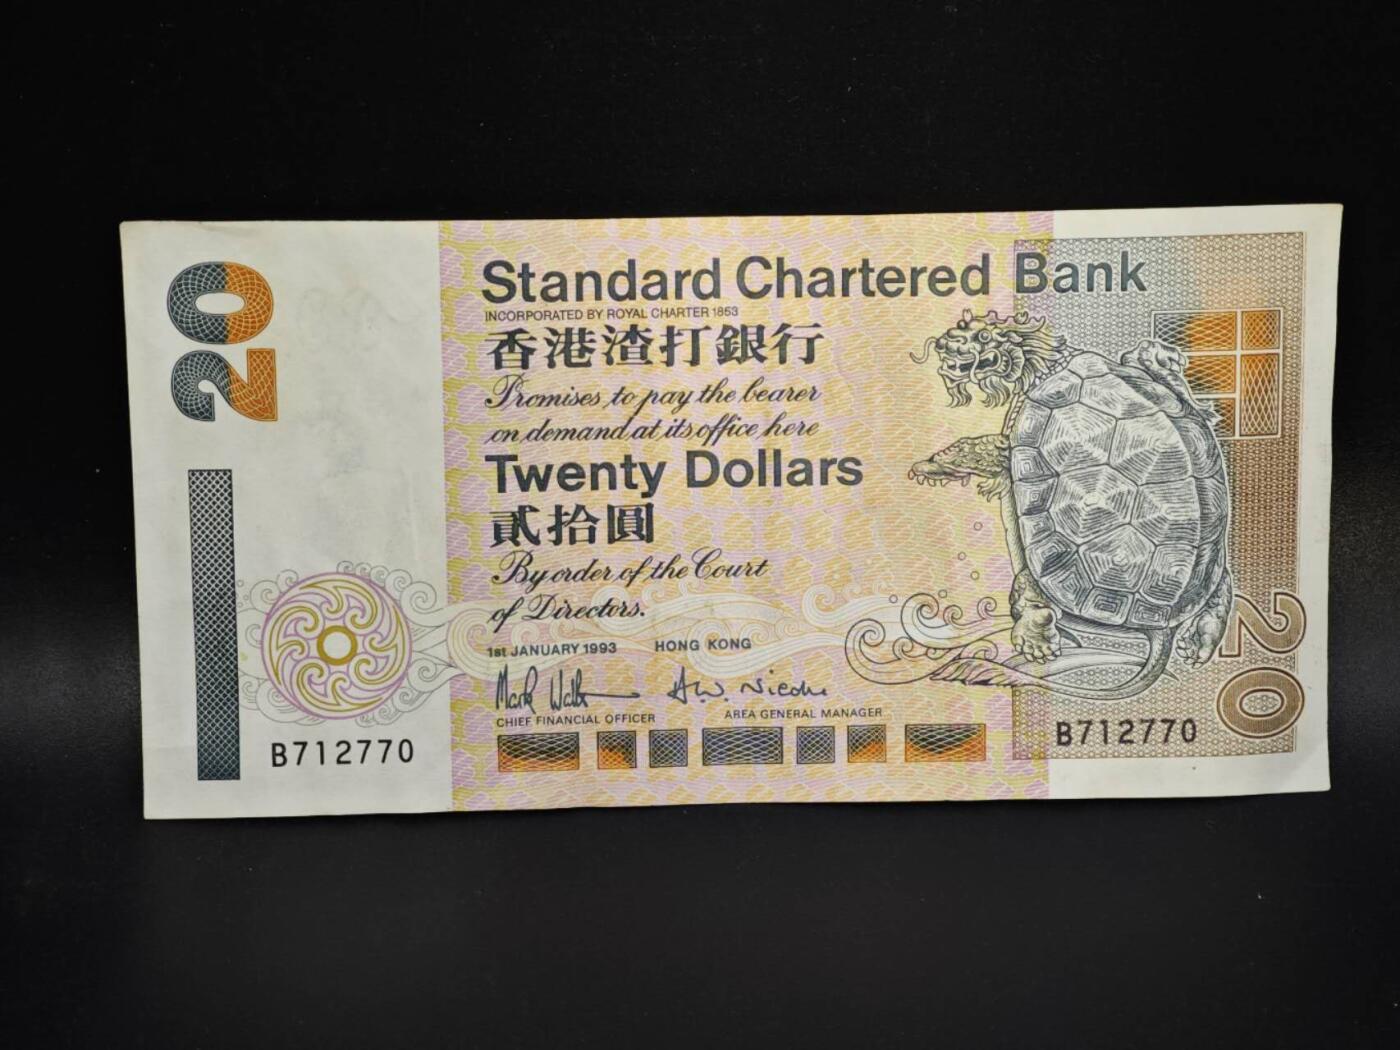 20
Standard Chartered Bank
INCORPORATED BY ROYAL CHARTER 1853
香港渣打銀行
Promises to pay the bearer
on demand at its office here
Twenty Dollars
貳拾圓
By order of the Court
of Directors.
1st JANUARY 1993 HONG KONG
CHIEF FINANCIAL OFFICER AREA GENERAL MANAGER
B712770
B712770
20